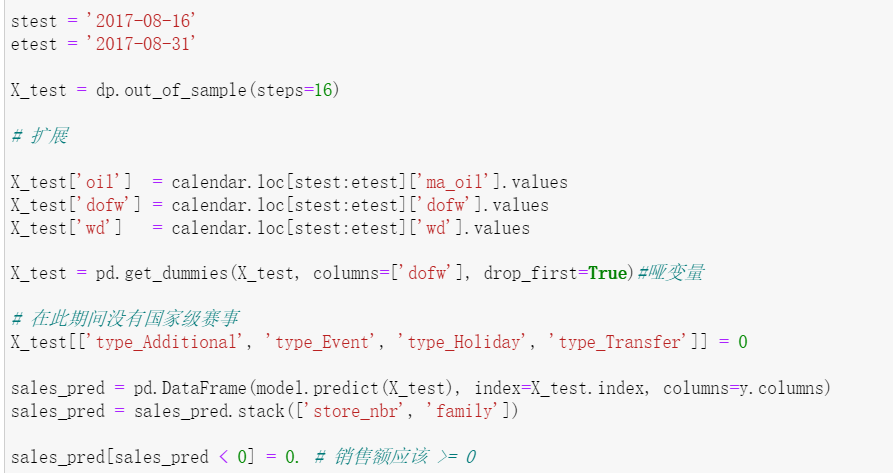 stest = '2017-08-16'
etest = '2017-08-31'
X_test = dp.out_of_sample(steps=16)
# 扩展
X_test['oil']  = calendar.loc[stest:etest]['ma_oil'].values
X_test['dofw'] = calendar.loc[stest:etest]['dofw'].values
X_test['wd']   = calendar.loc[stest:etest]['wd'].values
X_test = pd.get_dummies(X_test, columns=['dofw'], drop_first=True)#哑变量
# 在此期间没有国家级赛事
X_test[['type_Additional', 'type_Event', 'type_Holiday', 'type_Transfer']] = 0
sales_pred = pd.DataFrame(model.predict(X_test), index=X_test.index, columns=y.columns)
sales_pred = sales_pred.stack(['store_nbr', 'family'])
sales_pred[sales_pred < 0] = 0. # 销售额应该 >= 0